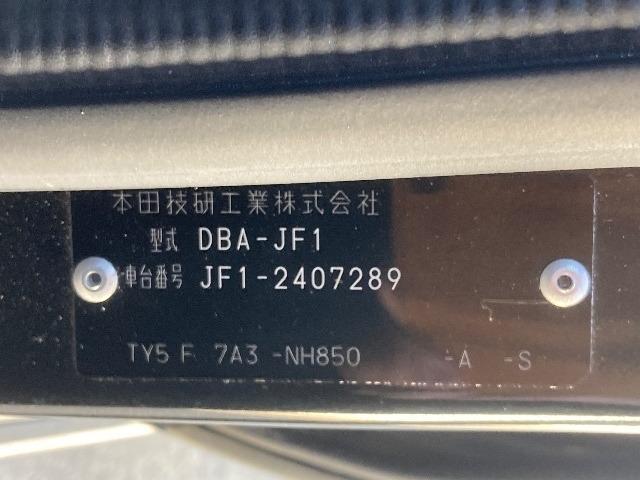 本田技研工業株式会社
型式 DBA-JF1
車台番号 JF1-2407289
TY5 F 7A3 -NH850 -A -S